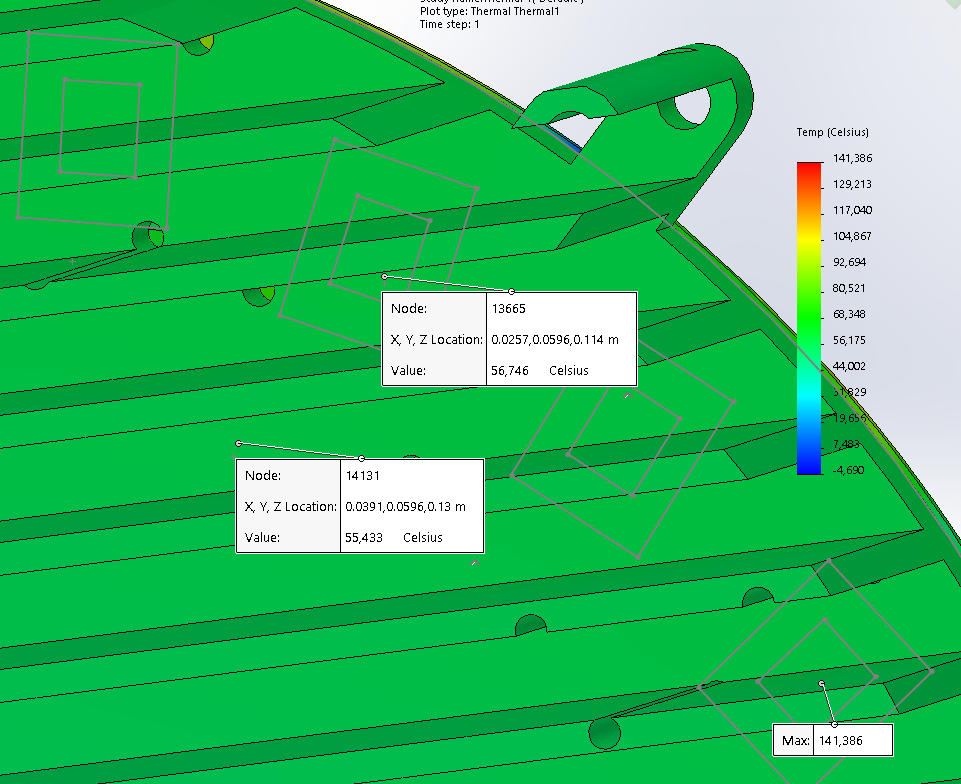 Plot type: Thermal Thermal1
Time step: 1
Temp (Celsius)
141,386
129,213
117,040
104,867
92,694
80,521
68,348
56,175
44,002
31,829
19,656
7,483
-4,690
Node: 13665
X, Y, Z Location: 0.0257,0.0596,0.114 m
Value: 56,746 Celsius
Node: 14131
X, Y, Z Location: 0.0391,0.0596,0.13 m
Value: 55,433 Celsius
Max: 141,386